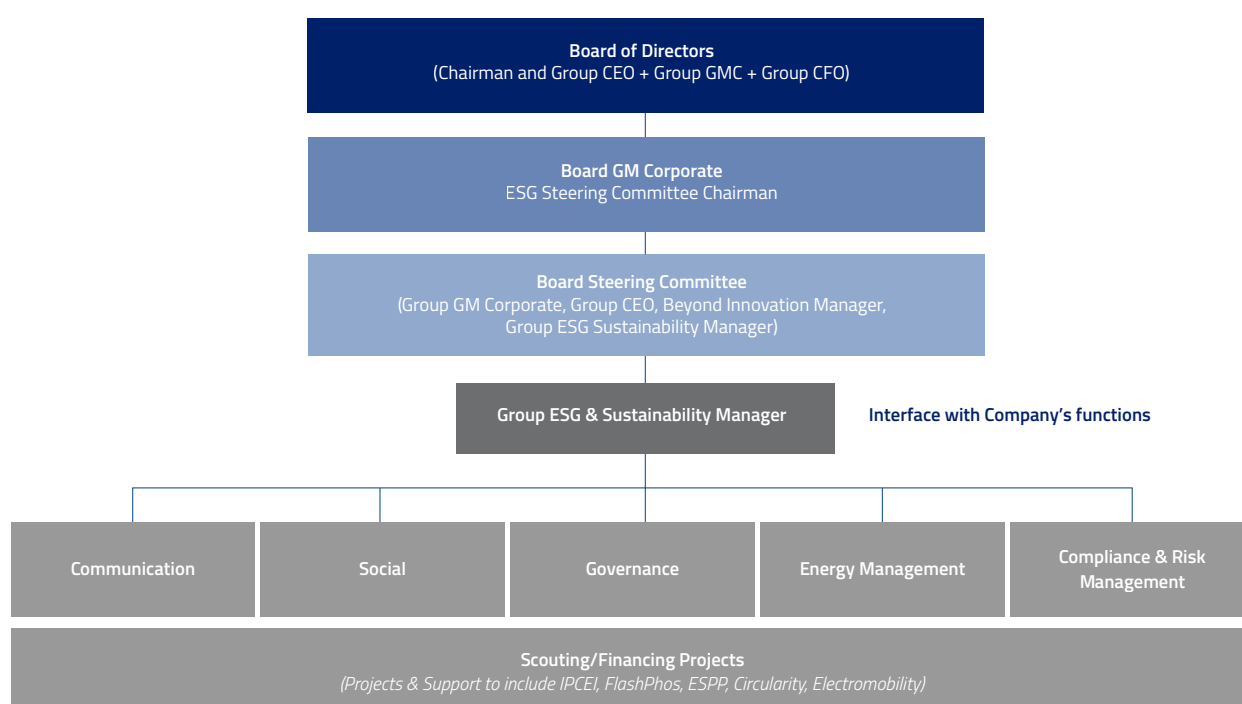 Board of Directors
(Chairman and Group CEO + Group GMC + Group CFO)
Board GM Corporate
ESG Steering Committee Chairman
Board Steering Committee
(Group GM Corporate, Group CEO, Beyond Innovation Manager,
Group ESG Sustainability Manager)
Group ESG & Sustainability Manager
Interface with Company's functions
Communication
Social
Governance
Energy Management
Compliance & Risk
Management
Scouting/Financing Projects
(Projects & Support to include IPCEI, FlashPhos, ESPP, Circularity, Electromobility)